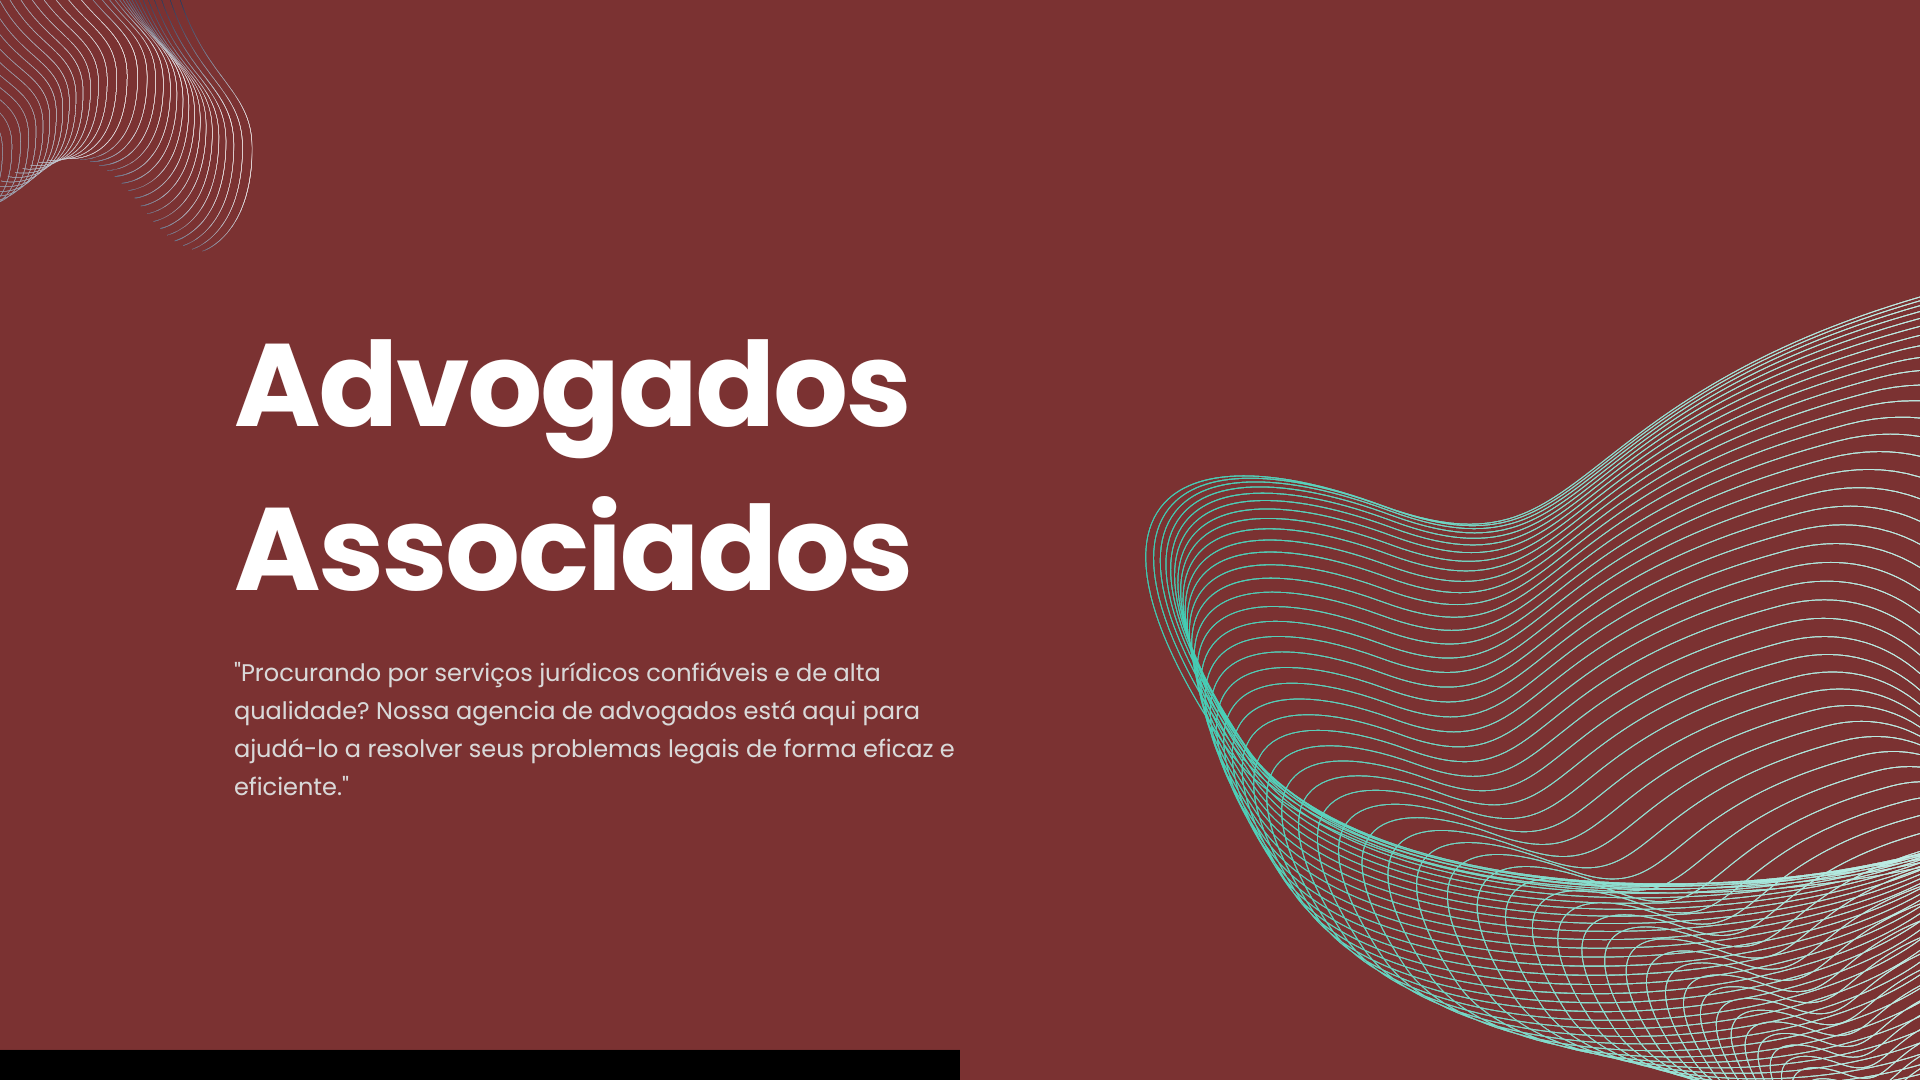 Advogados
Associados
"Procurando por serviços jurídicos confiáveis e de alta
qualidade? Nossa agencia de advogados está aqui para
ajudá-lo a resolver seus problemas legais de forma eficaz e
eficiente."